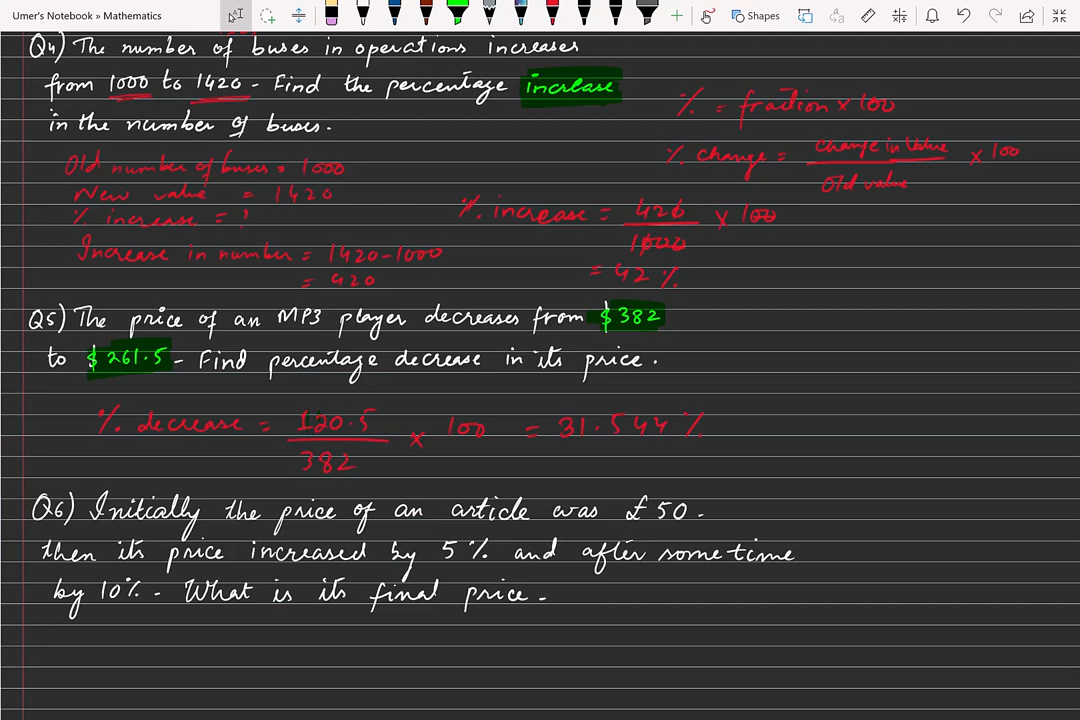 Umer's Notebook » Mathematics
Shapes
Q4) The number of buses in operations increases
from 1000 to 1420 - Find the percentage increase
in the number of buses.
% = fraction × 100
% change = change in value / Old value × 100
Old number of buses = 1000
New value = 1420
% increase = ?
Increase in number = 1420-1000
= 420
% increase = 420 / 1000 × 100
= 42 %
Q5) The price of an MP3 player decreases from $382
to $261.5 - Find percentage decrease in its price.
% decrease = 120.5 / 382 × 100 = 31.544 %
Q6) Initially the price of an article was £50.
then its price increased by 5% and after some time
by 10% - What is its final price.